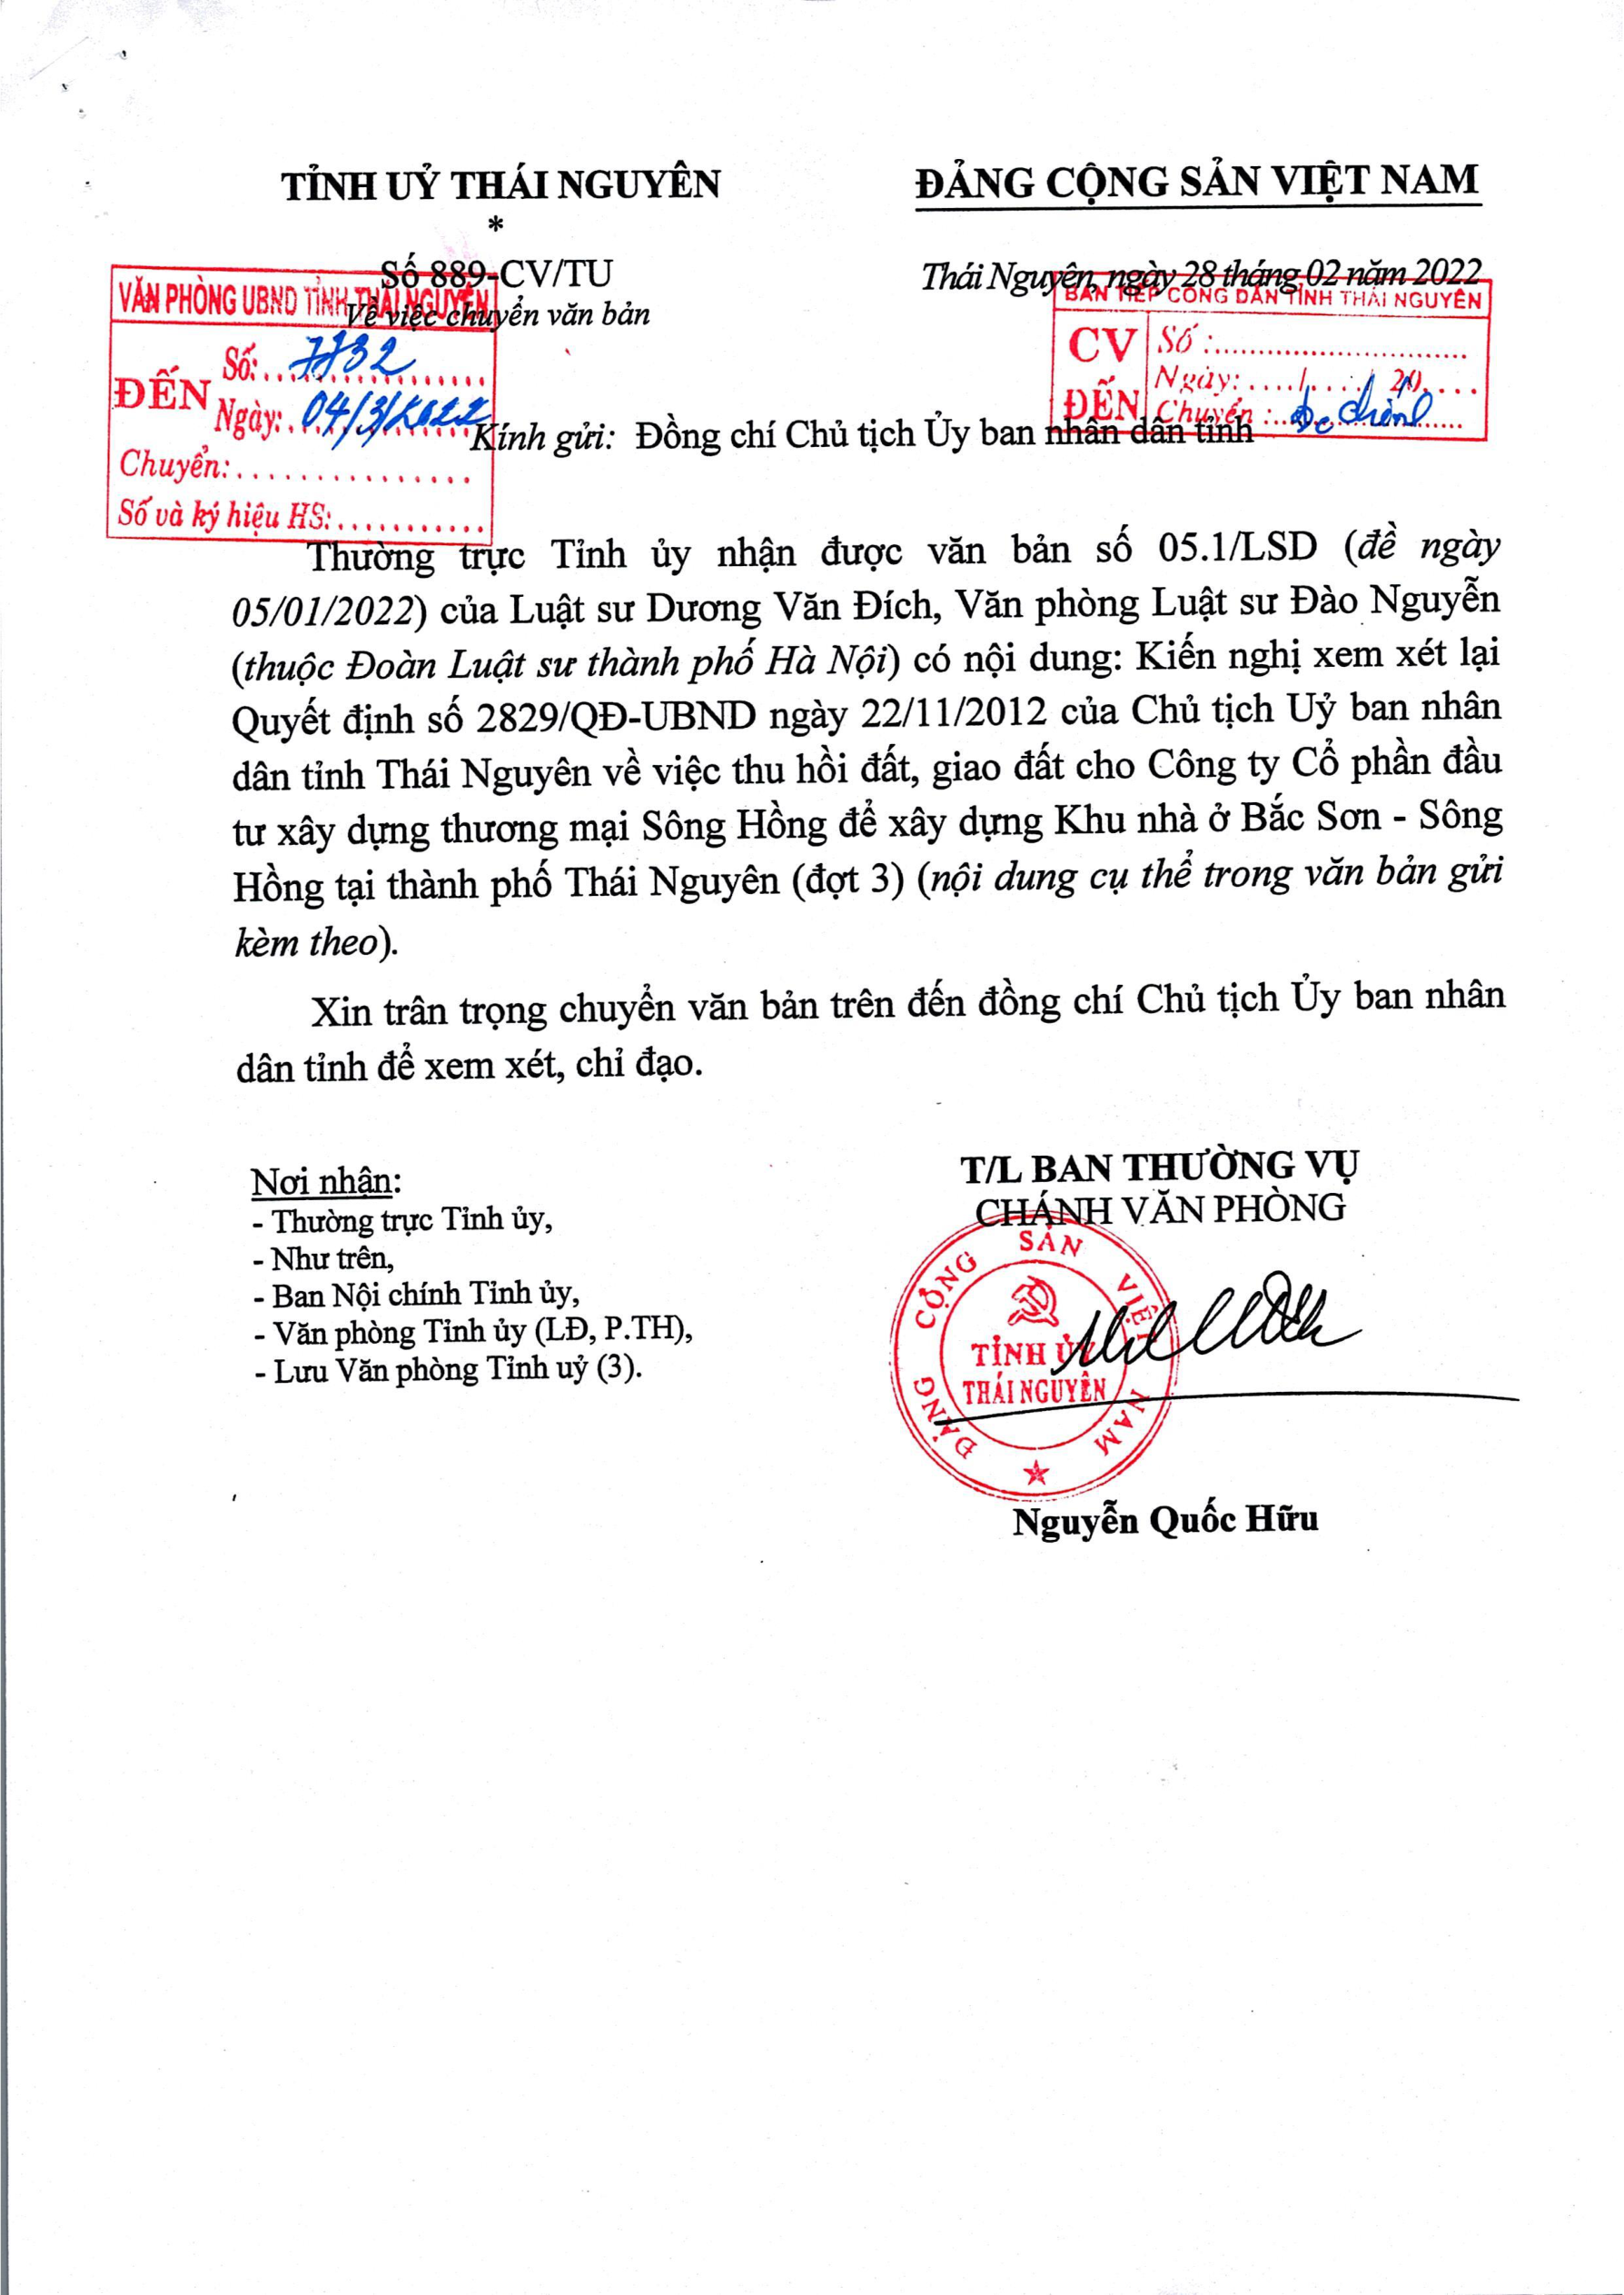 TỈNH UỶ THÁI NGUYÊN
*
Số 889-CV/TU
Về việc chuyển văn bản
ĐẢNG CỘNG SẢN VIỆT NAM
Thái Nguyên, ngày 28 tháng 02 năm 2022
VĂN PHÒNG UBND TỈNH THÁI NGUYÊN
ĐẾN
Số:
Ngày: 04/3/2022
Chuyển:
Số và ký hiệu HS:
BAN TIẾP CÔNG DÂN TỈNH THÁI NGUYÊN
CV ĐẾN
Số :
Ngày: / / 20
Chuyển :
Kính gửi: Đồng chí Chủ tịch Ủy ban nhân dân tỉnh
Thường trực Tỉnh ủy nhận được văn bản số 05.1/LSD (đề ngày
05/01/2022) của Luật sư Dương Văn Đích, Văn phòng Luật sư Đào Nguyễn
(thuộc Đoàn Luật sư thành phố Hà Nội) có nội dung: Kiến nghị xem xét lại
Quyết định số 2829/QĐ-UBND ngày 22/11/2012 của Chủ tịch Uỷ ban nhân
dân tỉnh Thái Nguyên về việc thu hồi đất, giao đất cho Công ty Cổ phần đầu
tư xây dựng thương mại Sông Hồng để xây dựng Khu nhà ở Bắc Sơn - Sông
Hồng tại thành phố Thái Nguyên (đợt 3) (nội dung cụ thể trong văn bản gửi
kèm theo).
Xin trân trọng chuyển văn bản trên đến đồng chí Chủ tịch Ủy ban nhân
dân tỉnh để xem xét, chỉ đạo.
Nơi nhận:
- Thường trực Tỉnh ủy,
- Như trên,
- Ban Nội chính Tỉnh ủy,
- Văn phòng Tỉnh ủy (LĐ, P.TH),
- Lưu Văn phòng Tỉnh uỷ (3).
T/L BAN THƯỜNG VỤ
CHÁNH VĂN PHÒNG
ĐẢNG CỘNG SẢN VIỆT NAM
TỈNH ỦY
THÁI NGUYÊN
Nguyễn Quốc Hữu